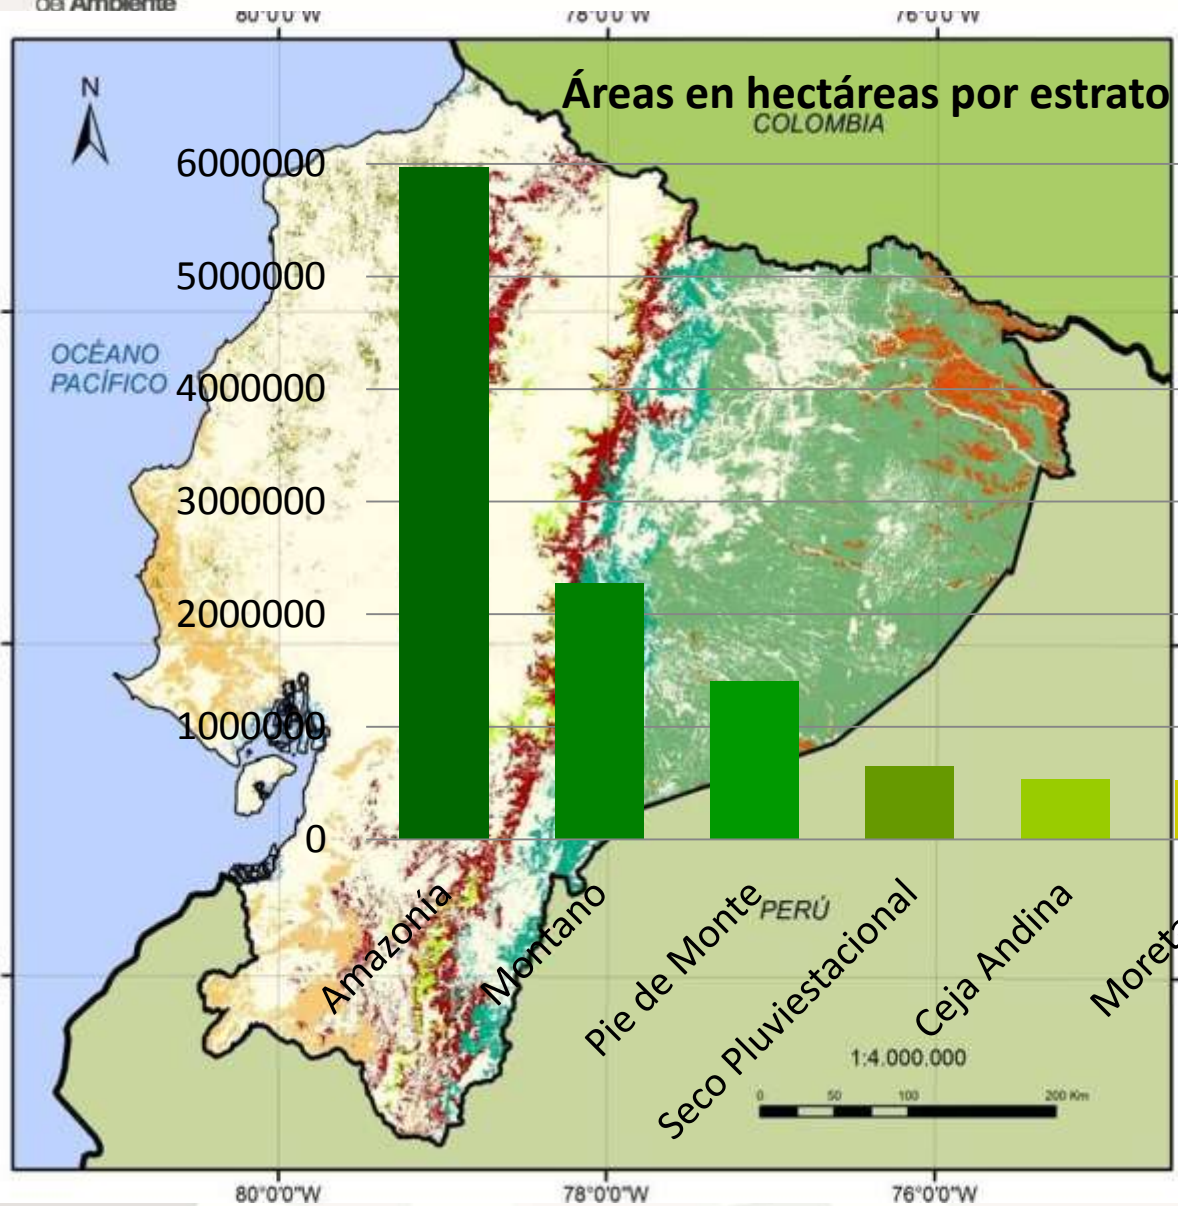 del Ambiente
80°0'0"W 78°0'0"W 76°0'0"W
N
Áreas en hectáreas por estrato
COLOMBIA
6000000
5000000
OCÉANO
PACÍFICO
4000000
3000000
2000000
1000000
0
Amazonía
Montano
Pie de Monte
Seco Pluviestacional
Ceja Andina
PERÚ
1:4.000.000
0 50 100 200 Km
80°0'0"W 78°0'0"W 76°0'0"W